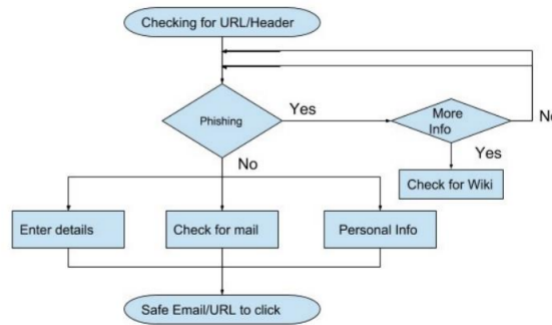 Checking for URL/Header
Phishing
Yes
More
Info
No
Yes
Check for Wiki
No
Enter details
Check for mail
Personal Info
Safe Email/URL to click